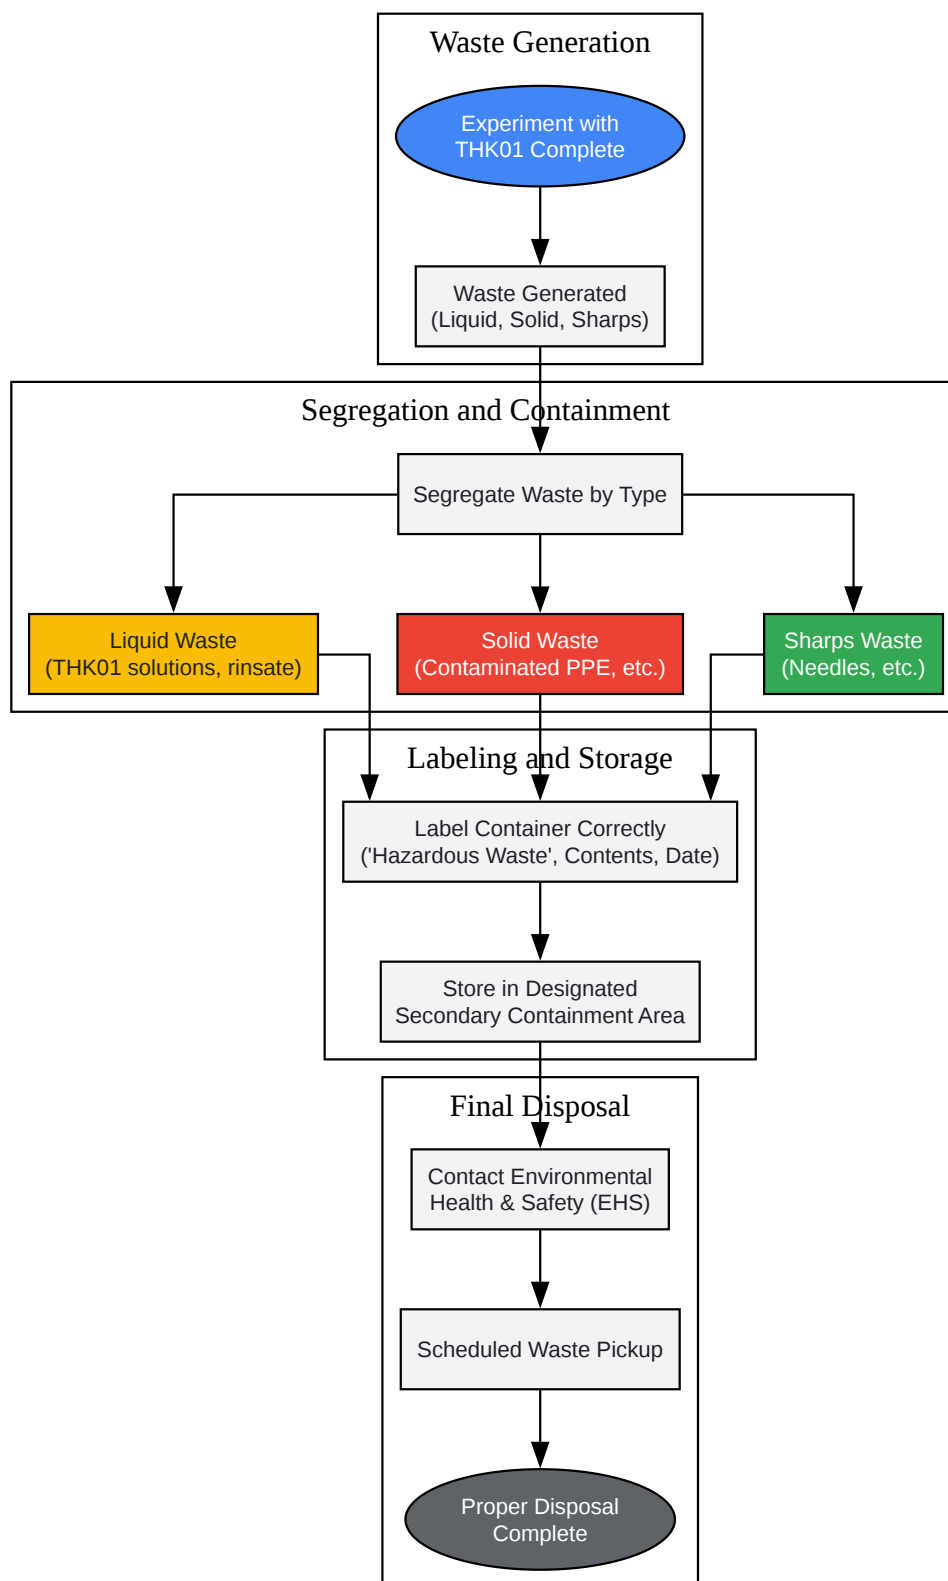 Waste Generation
Experiment with
THK01 Complete
Waste Generated
(Liquid, Solid, Sharps)
Segregation and Containment
Segregate Waste by Type
Liquid Waste
(THK01 solutions, rinsate)
Solid Waste
(Contaminated PPE, etc.)
Sharps Waste
(Needles, etc.)
Labeling and Storage
Label Container Correctly
('Hazardous Waste', Contents, Date)
Store in Designated
Secondary Containment Area
Final Disposal
Contact Environmental
Health & Safety (EHS)
Scheduled Waste Pickup
Proper Disposal
Complete